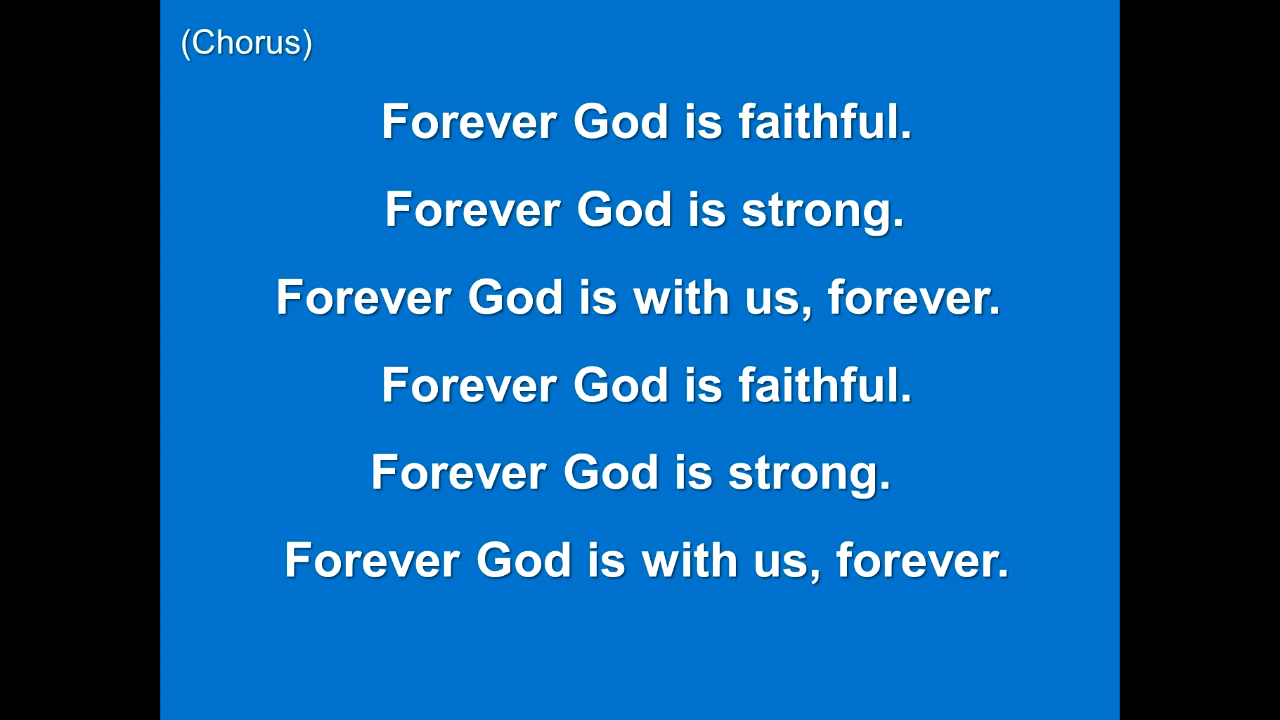 (Chorus)
Forever God is faithful.
Forever God is strong.
Forever God is with us, forever.
Forever God is faithful.
Forever God is strong.
Forever God is with us, forever.